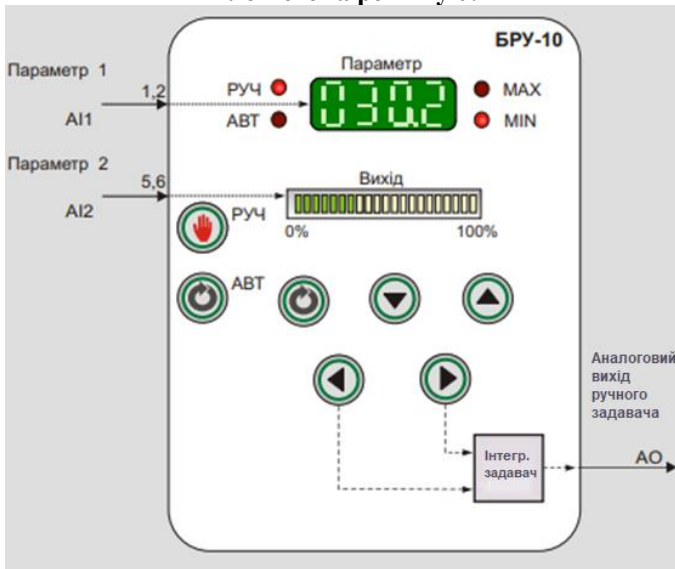 БРУ-10
Параметр 1
Параметр
1,2
РУЧ
030.2
MAX
AI1
АВТ
MIN
Параметр 2
5,6
Вихід
AI2
РУЧ
0%
100%
АВТ
Аналоговий
вихід
ручного
задавача
Інтегр.
задавач
AO